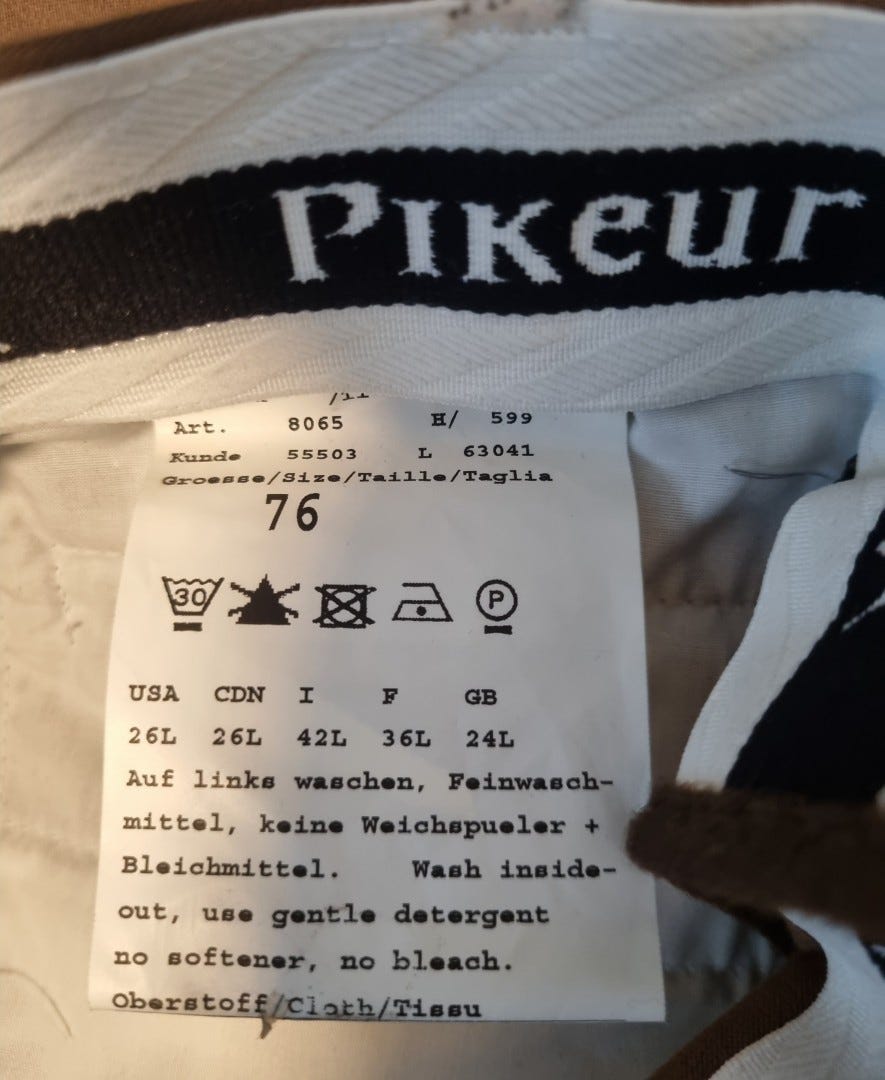 Pikeur
Art. 8065 H/ 599
Kunde 55503 L 63041
Groesse/Size/Taille/Taglia
76
30 P
USA CDN I F GB
26L 26L 42L 36L 24L
Auf links waschen, Feinwasch-
mittel, keine Weichspueler +
Bleichmittel. Wash inside-
out, use gentle detergent
no softener, no bleach.
Oberstoff/Cloth/Tissu